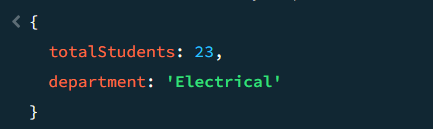 {
totalStudents: 23,
department: 'Electrical'
}